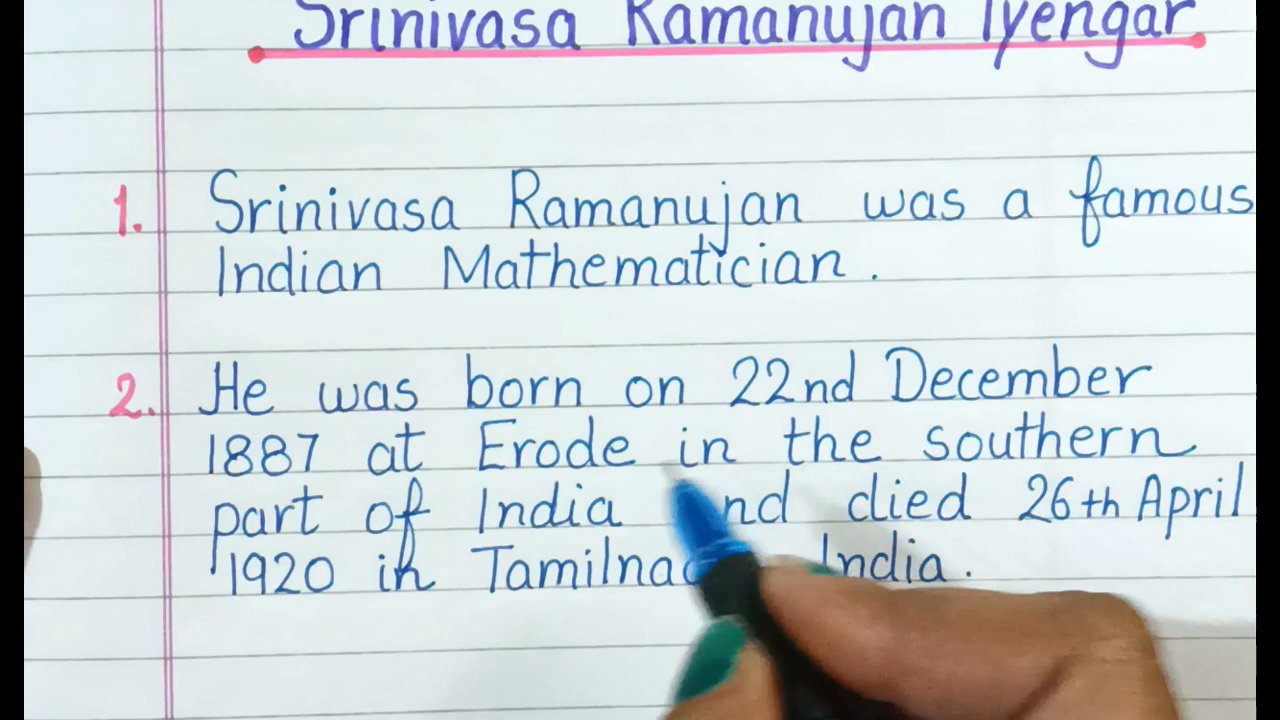 Srinivasa Ramanujan Iyengar
1. Srinivasa Ramanujan was a famous
Indian Mathematician.
2. He was born on 22nd December
1887 at Erode in the southern
part of India died 26th April
1920 in India.